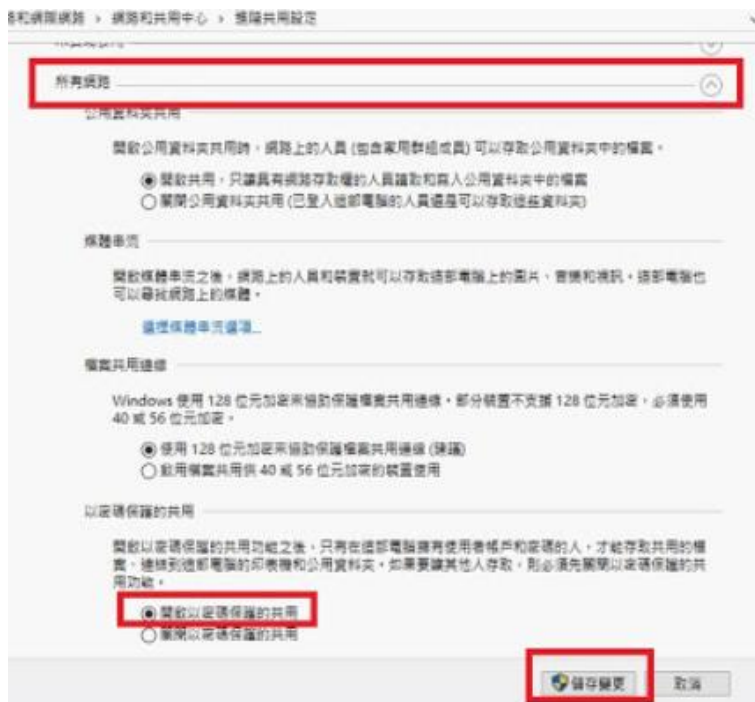 網際網路 › 網路和共用中心 › 進階共用設定
所有網路
公用資料夾共用
開啟公用資料夾共用時，網路上的人員 (包含家用群組成員) 可以存取公用資料夾中的檔案。
開啟共用，只讓具有網路存取權的人員讀取和寫入公用資料夾中的檔案
關閉公用資料夾共用 (已登入這部電腦的人員還是可以存取這些資料夾)
媒體串流
開啟媒體串流之後，網路上的人員和裝置就可以存取這部電腦上的圖片、音樂和視訊。這部電腦也
可以尋找網路上的媒體。
選擇媒體串流選項...
檔案共用連線
Windows 使用 128 位元加密來協助保護檔案共用連線。部分裝置不支援 128 位元加密，必須使用
40 或 56 位元加密。
使用 128 位元加密來協助保護檔案共用連線 (建議)
啟用檔案共用供 40 或 56 位元加密的裝置使用
以密碼保護的共用
開啟以密碼保護的共用功能之後，只有在這部電腦擁有使用者帳戶和密碼的人，才能存取共用的檔
案、連線到這部電腦的印表機和公用資料夾。如果要讓其他人存取，則必須先關閉以密碼保護的共
用功能。
開啟以密碼保護的共用
關閉以密碼保護的共用
儲存變更
取消